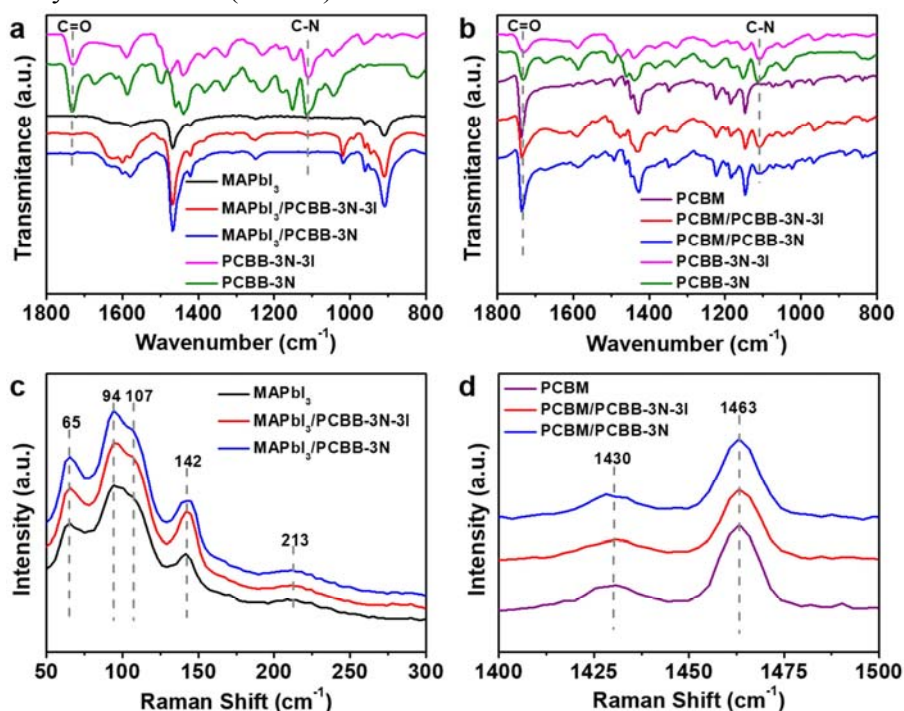 a
C=O
C-N
Transmitance (a.u.)
MAPbI₃
MAPbI₃/PCBB-3N-3I
MAPbI₃/PCBB-3N
PCBB-3N-3I
PCBB-3N
1800 1600 1400 1200 1000 800
Wavenumber (cm⁻¹)
b
C=O
C-N
Transmitance (a.u.)
PCBM
PCBM/PCBB-3N-3I
PCBM/PCBB-3N
PCBB-3N-3I
PCBB-3N
1800 1600 1400 1200 1000 800
Wavenumber (cm⁻¹)
c
65
94 107
142
213
MAPbI₃
MAPbI₃/PCBB-3N-3I
MAPbI₃/PCBB-3N
Intensity (a.u.)
50 100 150 200 250 300
Raman Shift (cm⁻¹)
d
PCBM
PCBM/PCBB-3N-3I
PCBM/PCBB-3N
1430
1463
Intensity (a.u.)
1400 1425 1450 1475 1500
Raman Shift (cm⁻¹)